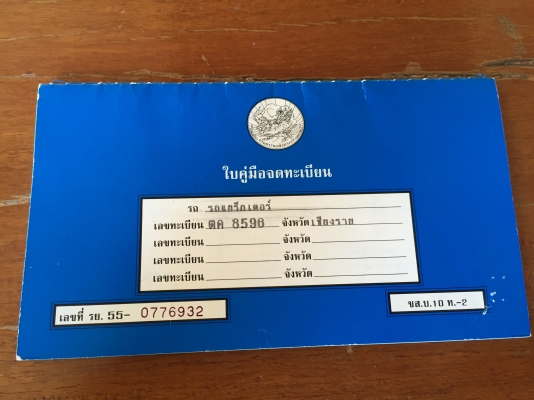 ใบคู่มือจดทะเบียน
รถ รถแทร็กเตอร์
เลขทะเบียน ตค 8596 จังหวัด เชียงราย
เลขทะเบียน จังหวัด
เลขทะเบียน จังหวัด
เลขทะเบียน จังหวัด
เลขที่ รย. 55- 0776932
ขส.บ.10 ท.-2